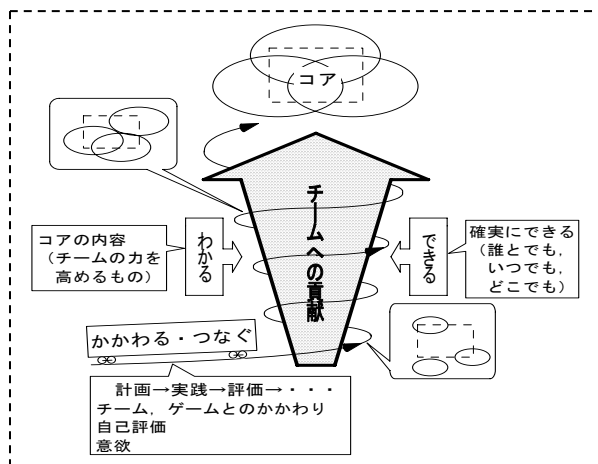 コア
チームへの貢献
コアの内容
（チームの力を
高めるもの）
わかる
できる
確実にできる
（誰とでも，
いつでも，
どこでも）
かかわる・つなぐ
計画→実践→評価→・・・
チーム，ゲームとのかかわり
自己評価
意欲